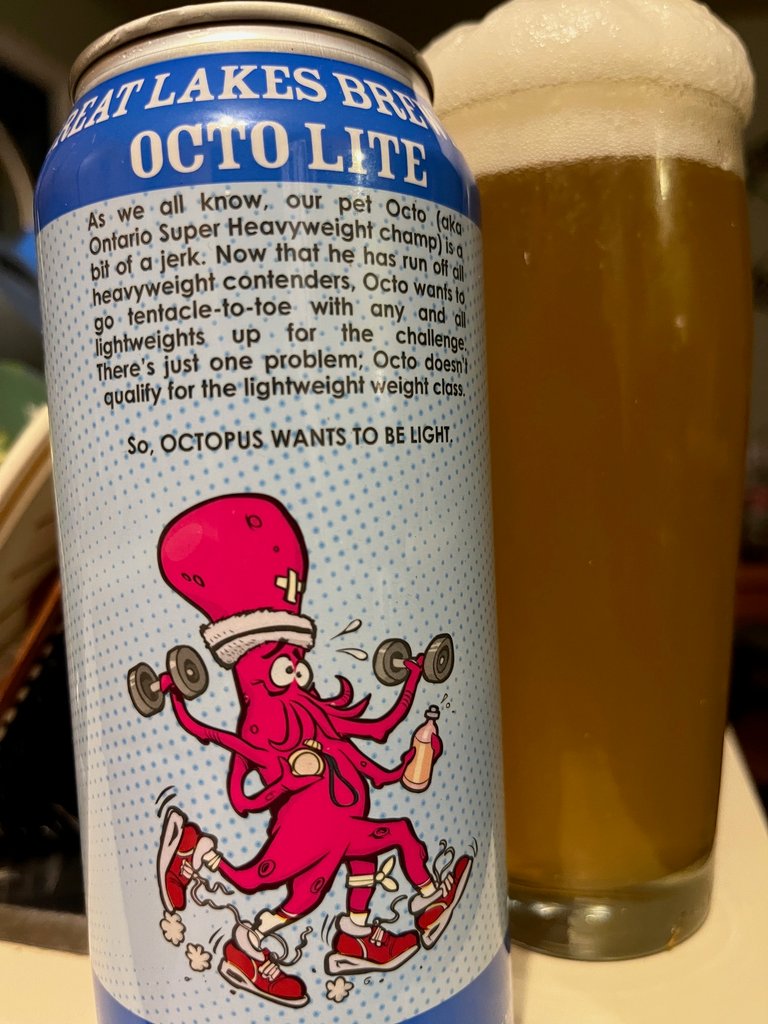 REAT LAKES BREW
OCTO LITE
As we all know, our pet Octo (aka
Ontario Super Heavyweight champ) is a
bit of a jerk. Now that he has run off all
heavyweight contenders, Octo wants to
go tentacle-to-toe with any and all
lightweights up for the challenge.
There's just one problem; Octo doesn't
qualify for the lightweight weight class.
So, OCTOPUS WANTS TO BE LIGHT.